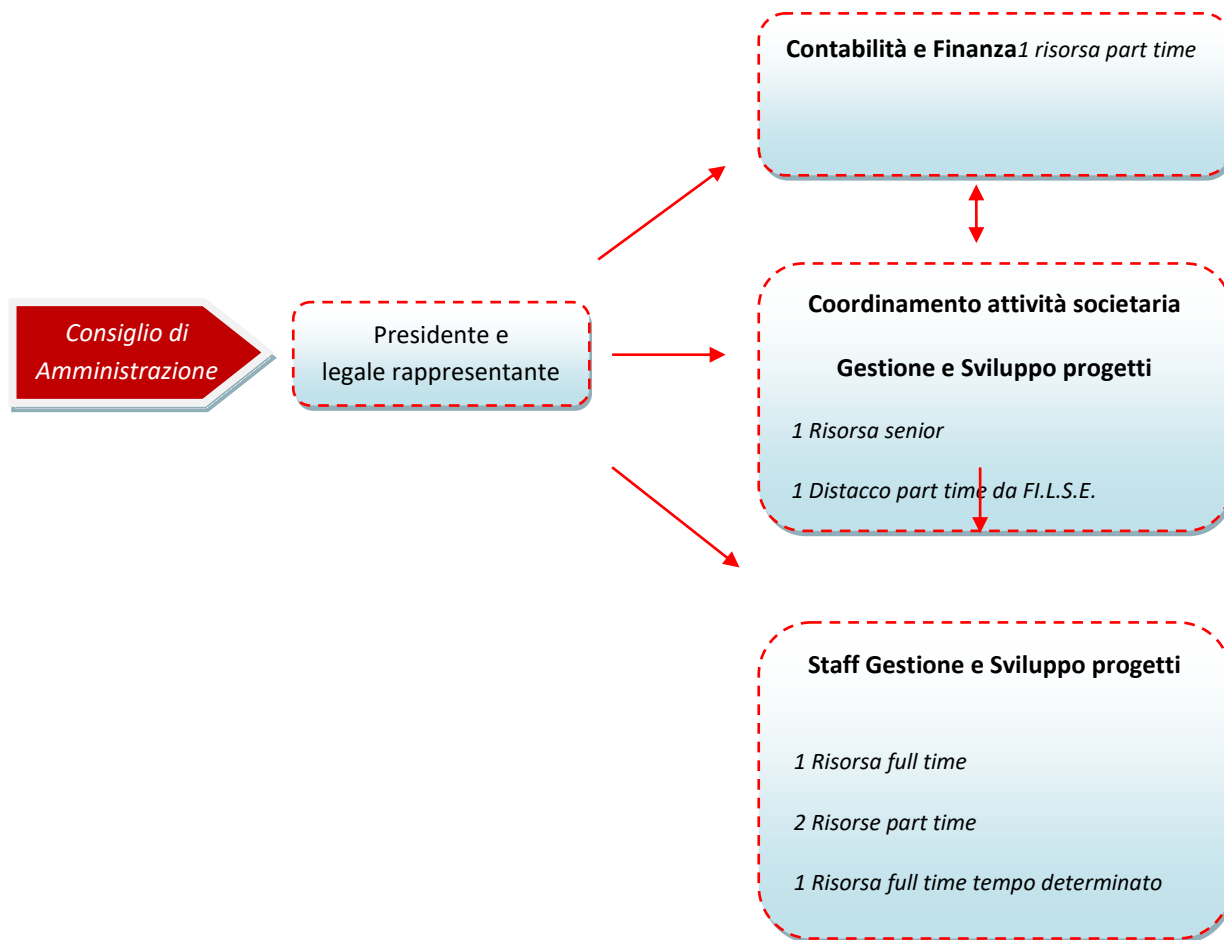 Contabilità e Finanza1 risorsa part time
Consiglio di
Amministrazione
Presidente e
legale rappresentante
Coordinamento attività societaria
Gestione e Sviluppo progetti
1 Risorsa senior
1 Distacco part time da FI.L.S.E.
Staff Gestione e Sviluppo progetti
1 Risorsa full time
2 Risorse part time
1 Risorsa full time tempo determinato